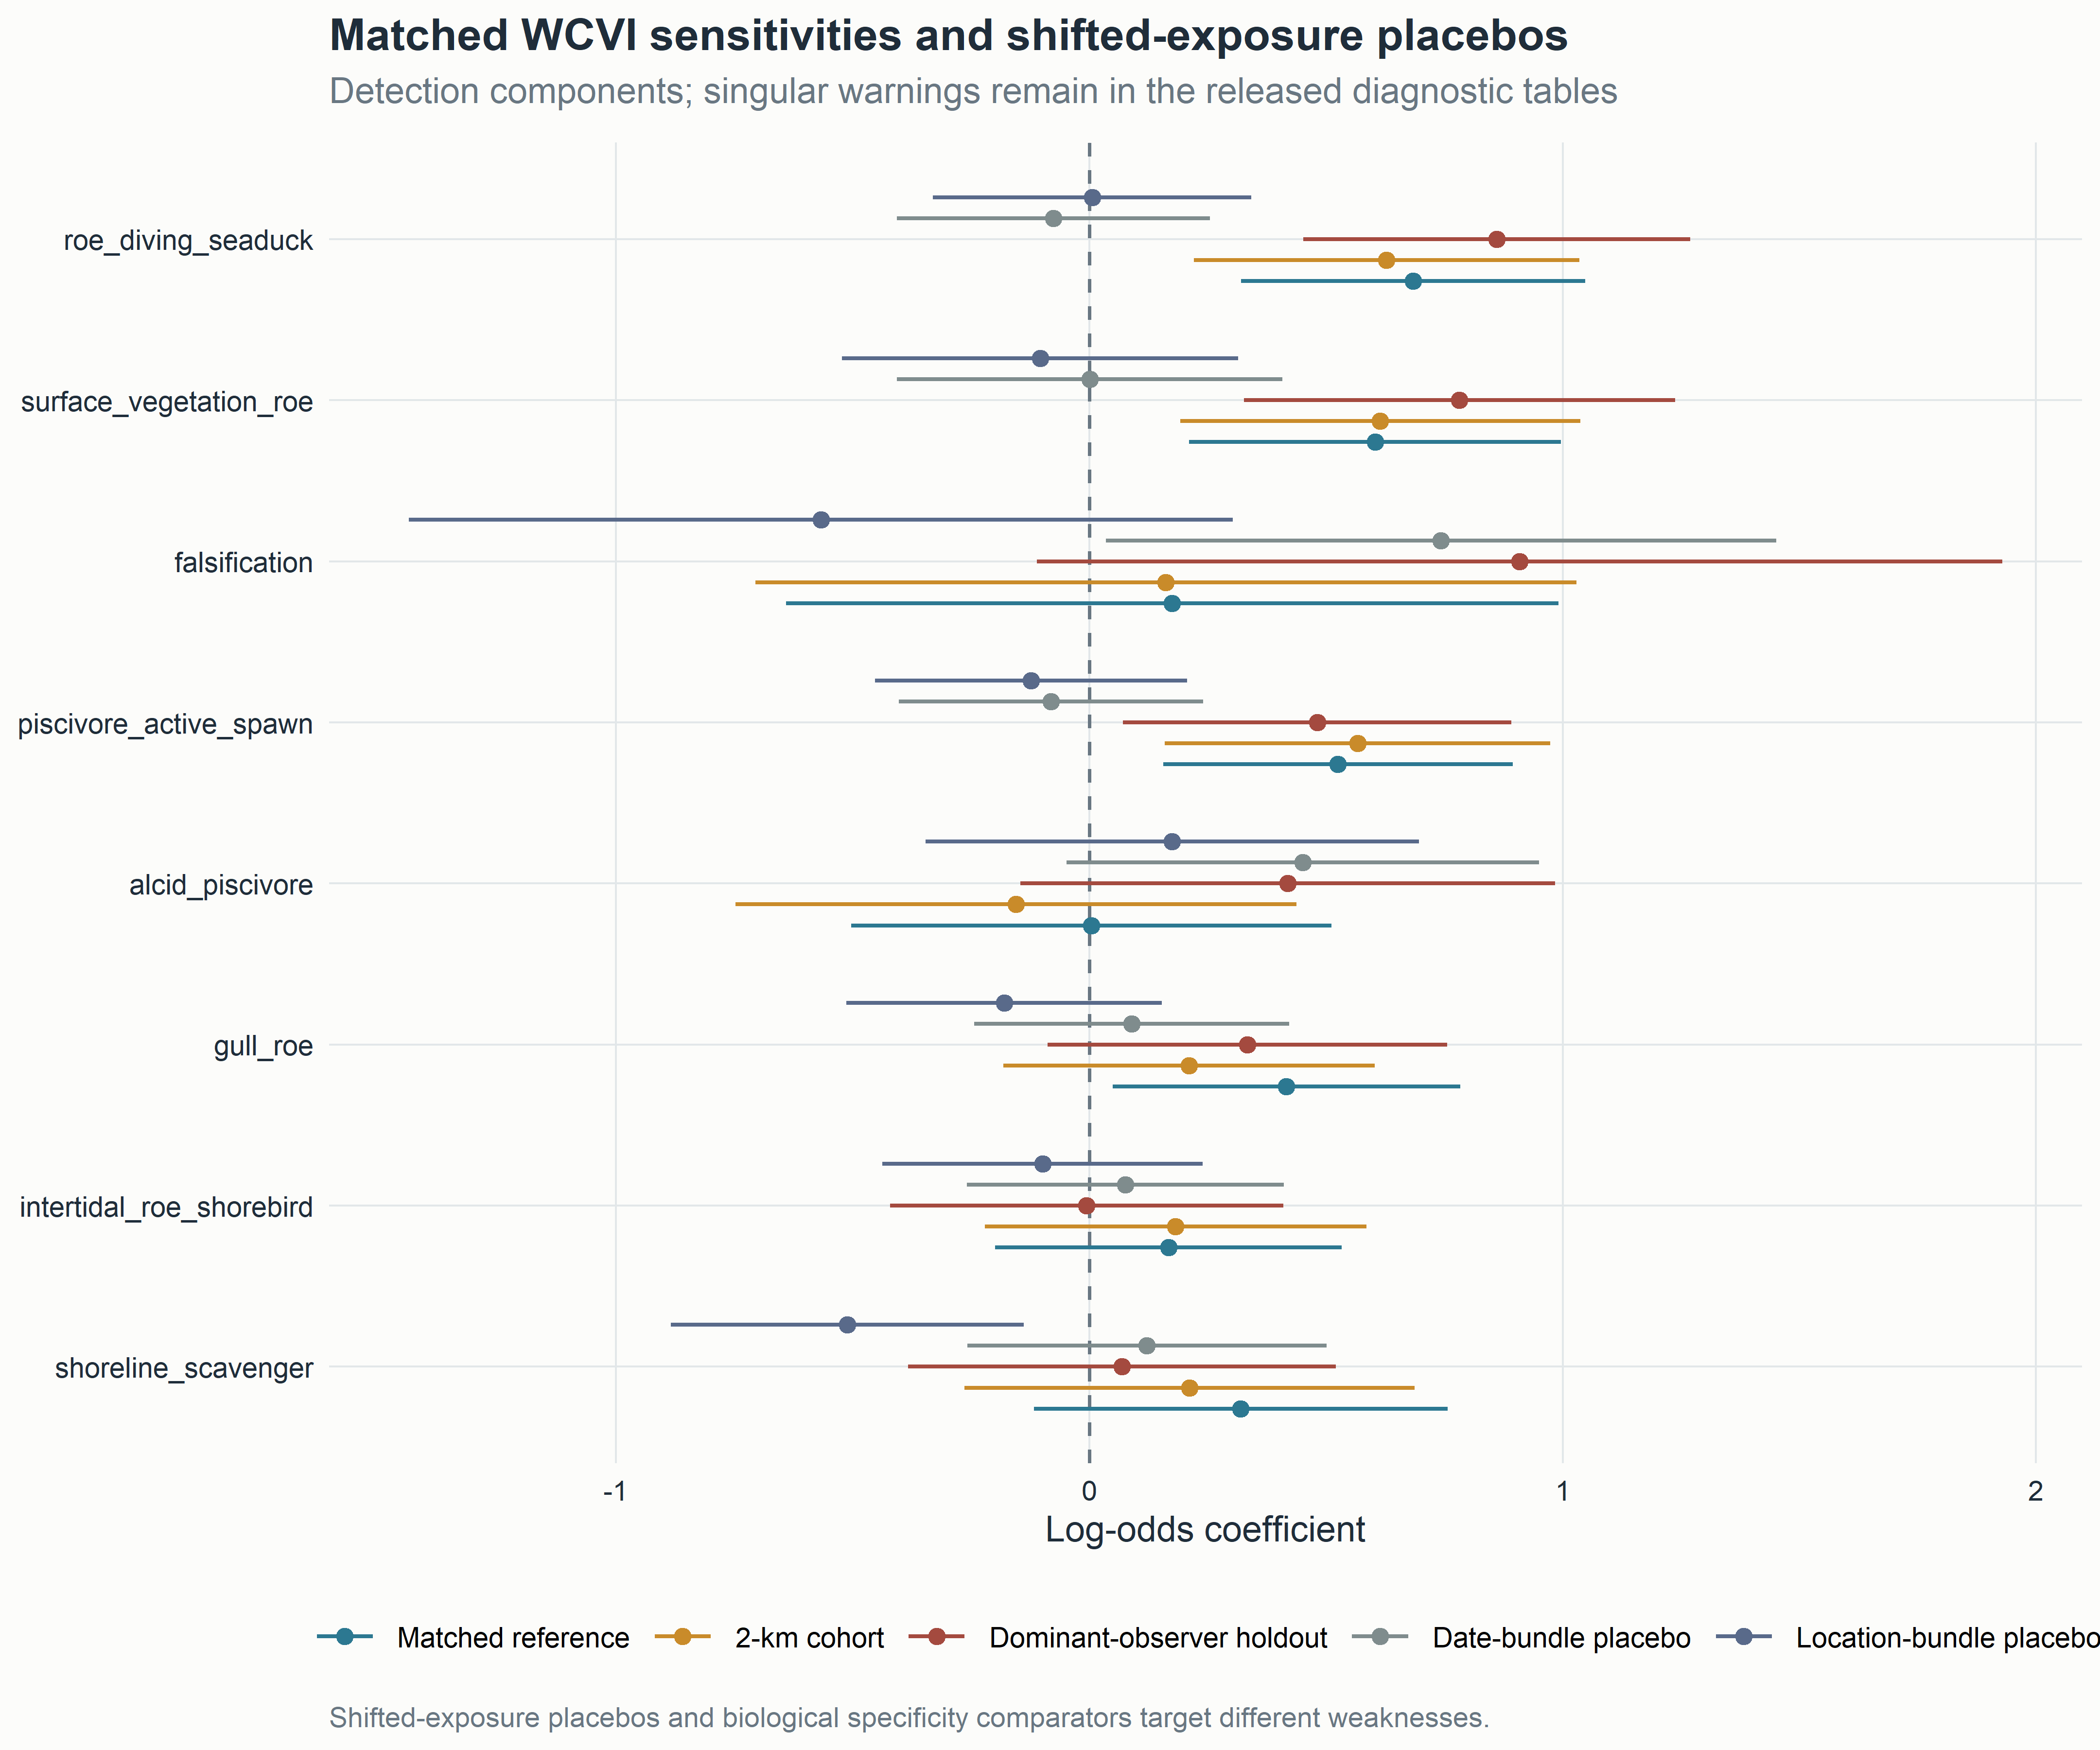 Matched WCVI sensitivities and shifted-exposure placebos
Detection components; singular warnings remain in the released diagnostic tables
roe_diving_seaduck
surface_vegetation_roe
falsification
piscivore_active_spawn
alcid_piscivore
gull_roe
intertidal_roe_shorebird
shoreline_scavenger
-1 0 1 2
Log-odds coefficient
Matched reference 2-km cohort Dominant-observer holdout Date-bundle placebo Location-bundle placebo
Shifted-exposure placebos and biological specificity comparators target different weaknesses.